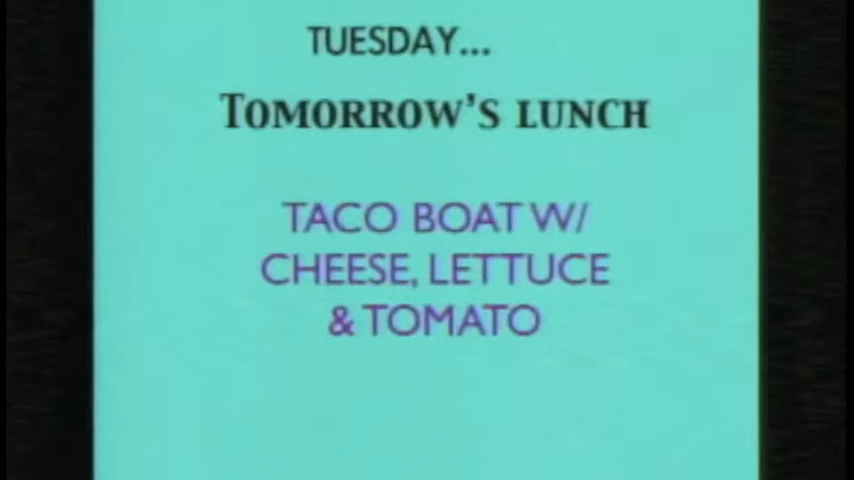 TUESDAY...
TOMORROW'S LUNCH
TACO BOAT W/
CHEESE, LETTUCE
& TOMATO